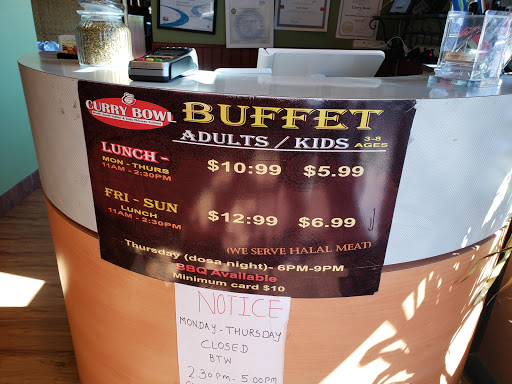 CURRY BOWL
BUFFET
ADULTS / KIDS 3-8 AGES
LUNCH -
MON - THURS
11AM - 2:30PM
$10:99 $5.99
FRI - SUN
LUNCH
11AM - 2:30PM
$12:99 $6.99
(WE SERVE HALAL MEAT)
Thursday (dosa night)- 6PM-9PM
BBQ Available
Minimum card $10
NOTICE
MONDAY - THURSDAY
CLOSED
BTW
2.30pm - 5:00pm